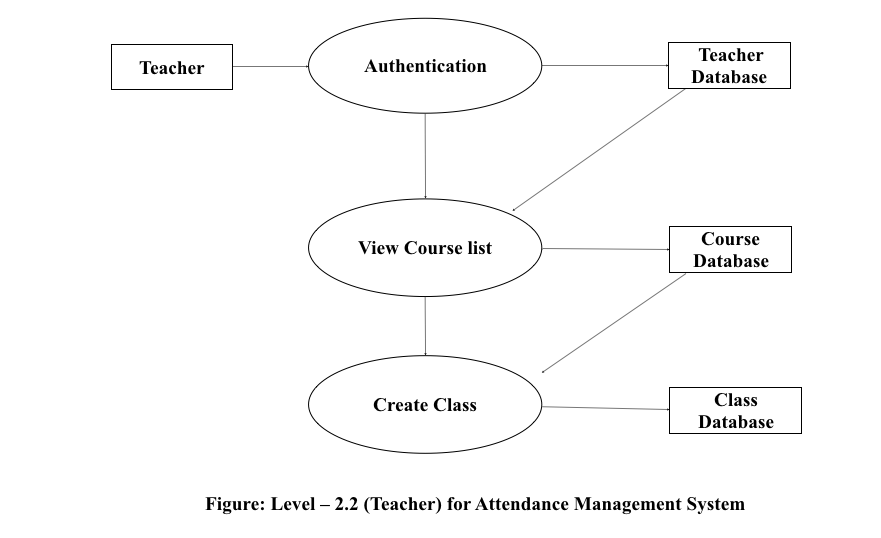 Teacher
Authentication
Teacher
Database
View Course list
Course
Database
Create Class
Class
Database
Figure: Level – 2.2 (Teacher) for Attendance Management System